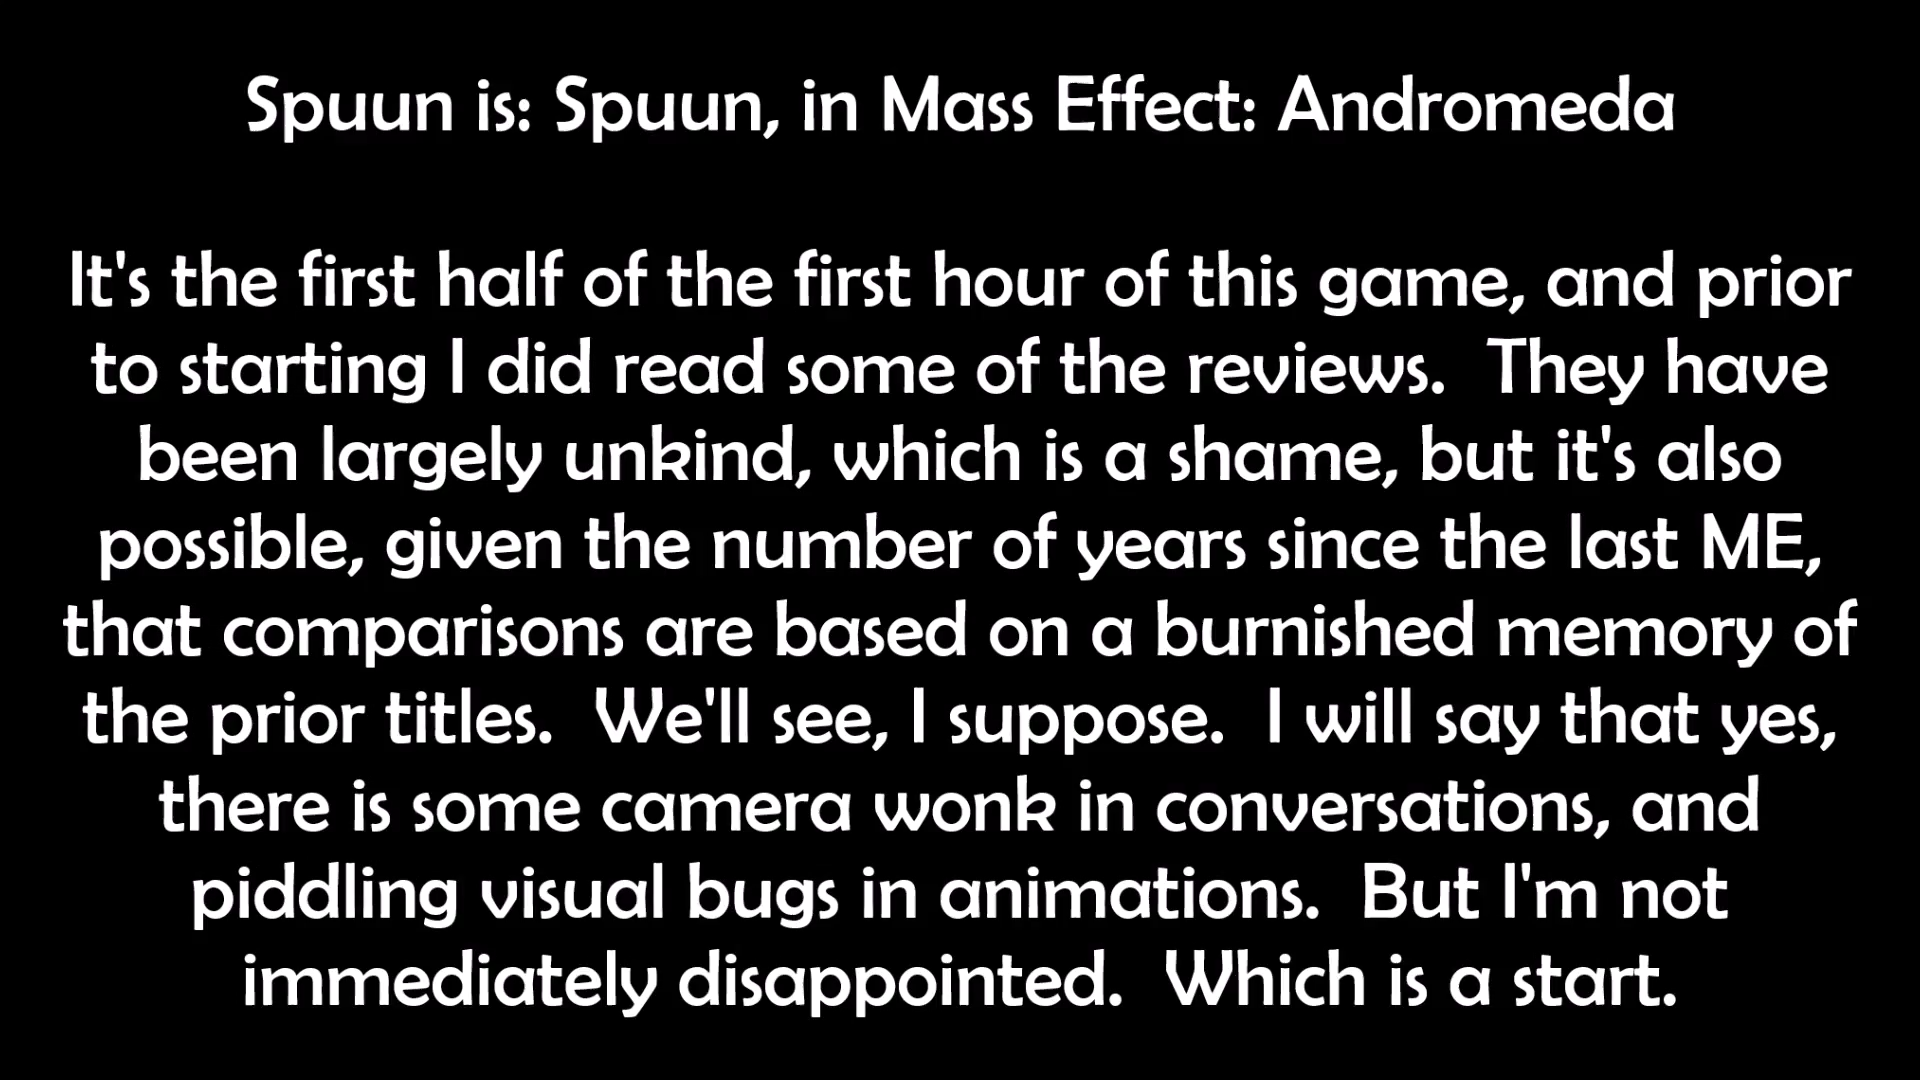 Spuun is: Spuun, in Mass Effect: Andromeda
It's the first half of the first hour of this game, and prior
to starting I did read some of the reviews.  They have
been largely unkind, which is a shame, but it's also
possible, given the number of years since the last ME,
that comparisons are based on a burnished memory of
the prior titles.  We'll see, I suppose.  I will say that yes,
there is some camera wonk in conversations, and
piddling visual bugs in animations.  But I'm not
immediately disappointed.  Which is a start.